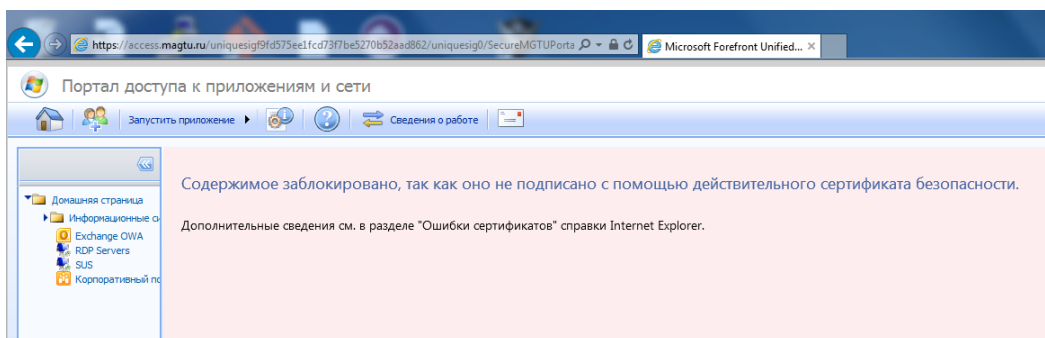 https://access.magtu.ru/uniquesigf9fd575ee1fcd73f7be5270b52aad862/uniquesig0/SecureMGTUPorta
Microsoft Forefront Unified...
Портал доступа к приложениям и сети
Запустить приложение
Сведения о работе
Домашняя страница
Информационные си
Exchange OWA
RDP Servers
SUS
Корпоративный по
Содержимое заблокировано, так как оно не подписано с помощью действительного сертификата безопасности.
Дополнительные сведения см. в разделе "Ошибки сертификатов" справки Internet Explorer.